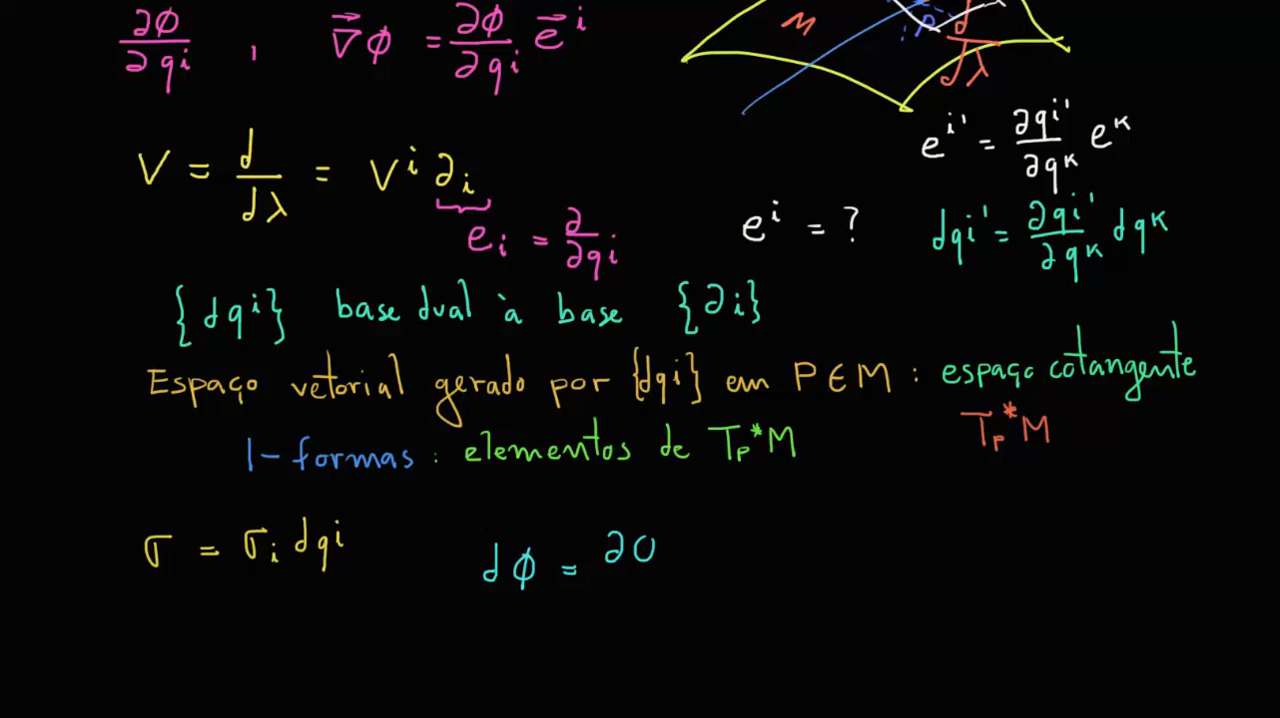 ∂ϕ/∂qⁱ , ∇⃗ϕ = ∂ϕ/∂qⁱ e⃗ⁱ
M P d/dλ
eⁱ' = ∂qⁱ'/∂qᵏ eᵏ
V = d/dλ = Vⁱ ∂ᵢ
eᵢ = ∂/∂qⁱ
eⁱ = ? dqⁱ' = ∂qⁱ'/∂qᵏ dqᵏ
{dqⁱ} base dual à base {∂ᵢ}
Espaço vetorial gerado por {dqⁱ} em P ∈ M : espaço cotangente
Tₚ*M
1-formas: elementos de Tₚ*M
σ = σᵢ dqⁱ dϕ = ∂